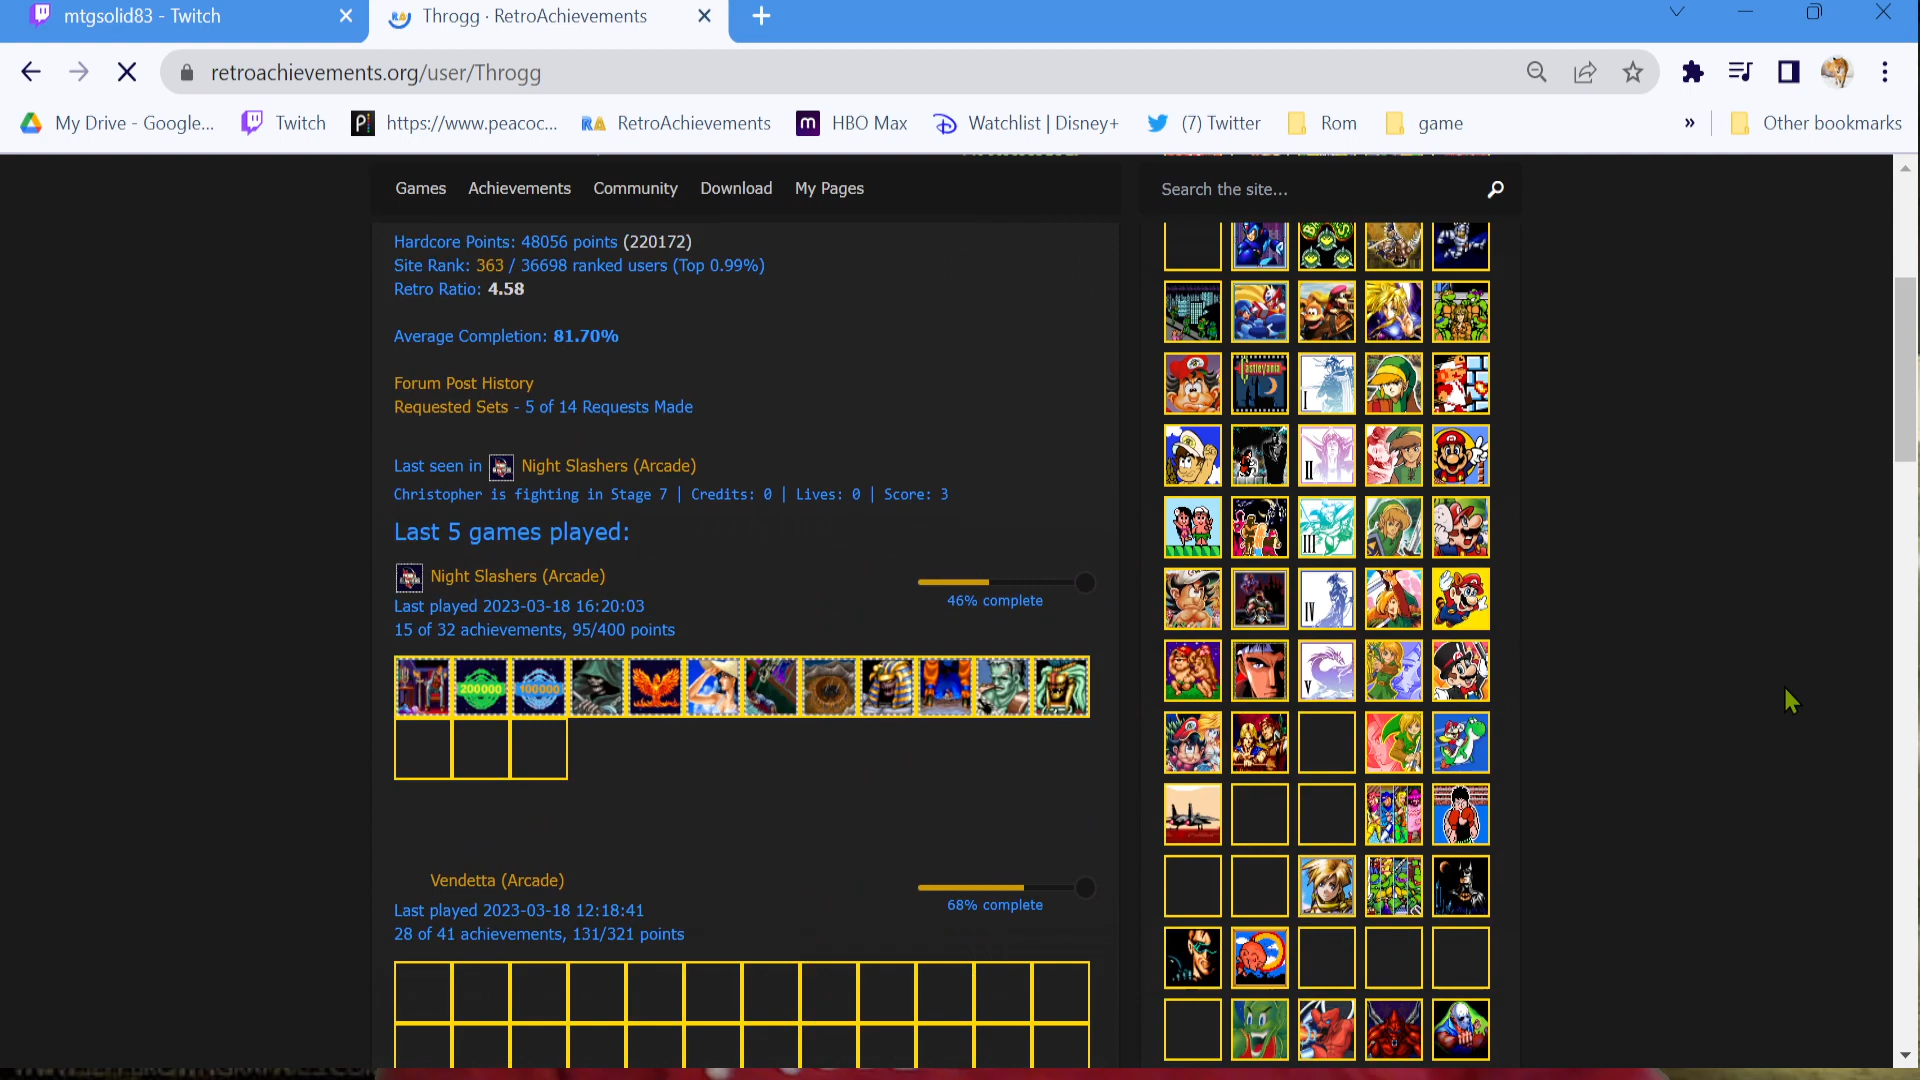 mtgsolid83 - Twitch
Throgg · RetroAchievements
retroachievements.org/user/Throgg
My Drive - Google...
Twitch
https://www.peacoc...
RetroAchievements
HBO Max
Watchlist | Disney+
(7) Twitter
Rom
game
»
Other bookmarks
Games
Achievements
Community
Download
My Pages
Search the site...
Hardcore Points: 48056 points (220172)
Site Rank: 363 / 36698 ranked users (Top 0.99%)
Retro Ratio: 4.58
Average Completion: 81.70%
Forum Post History
Requested Sets - 5 of 14 Requests Made
Last seen in Night Slashers (Arcade)
Christopher is fighting in Stage 7 | Credits: 0 | Lives: 0 | Score: 3
Last 5 games played:
Night Slashers (Arcade)
Last played 2023-03-18 16:20:03
15 of 32 achievements, 95/400 points
46% complete
200000
100000
Vendetta (Arcade)
Last played 2023-03-18 12:18:41
28 of 41 achievements, 131/321 points
68% complete
Castlevania
I
II
III
IV
V